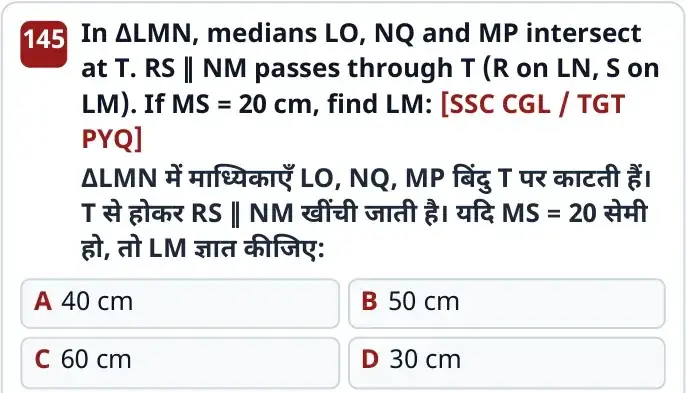 145 In ΔLMN, medians LO, NQ and MP intersect
at T. RS ∥ NM passes through T (R on LN, S on
LM). If MS = 20 cm, find LM: [SSC CGL / TGT
PYQ]
ΔLMN में माध्यिकाएँ LO, NQ, MP बिंदु T पर काटती हैं।
T से होकर RS ∥ NM खींची जाती है। यदि MS = 20 सेमी
हो, तो LM ज्ञात कीजिए:
A 40 cm
B 50 cm
C 60 cm
D 30 cm